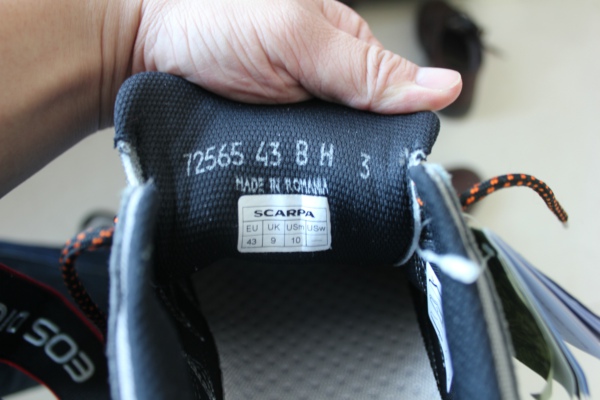 72565 43 8 H 3
MADE IN ROMANIA
SCARPA
EU UK USm USw
43 9 10
EOS